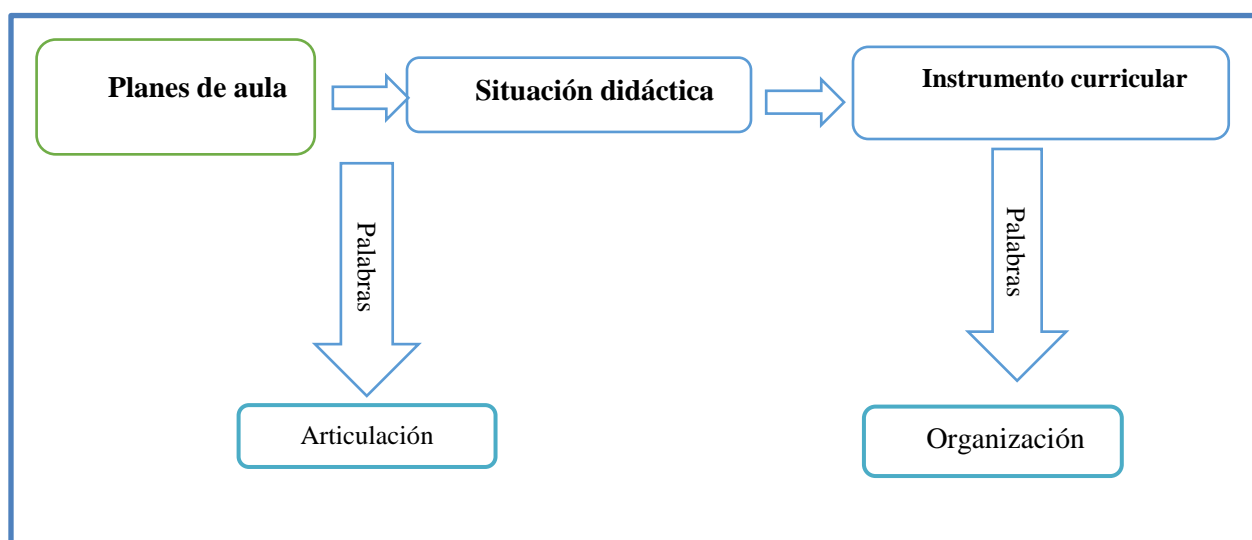 Planes de aula
Situación didáctica
Instrumento curricular
Palabras
Palabras
Articulación
Organización